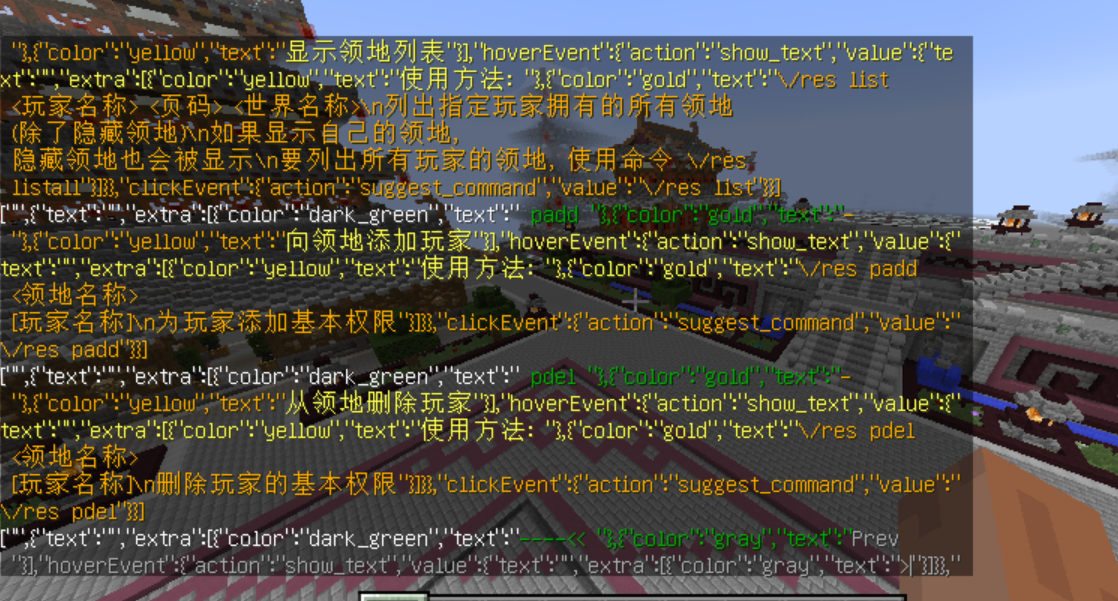 "},{"color":"yellow","text":"显示领地列表"}],"hoverEvent":{"action":"show_text","value":{"te
xt":"","extra":[{"color":"yellow","text":"使用方法: "},{"color":"gold","text":"\/res list
<玩家名称> <页码> <世界名称>\n列出指定玩家拥有的所有领地
(除了隐藏领地)\n如果显示自己的领地,
隐藏领地也会被显示\n要列出所有玩家的领地, 使用命令 \/res
listall"}]}},"clickEvent":{"action":"suggest_command","value":"\/res list"}}]
["",{"text":"","extra":[{"color":"dark_green","text":" padd "},{"color":"gold","text":"-
"},{"color":"yellow","text":"向领地添加玩家"}],"hoverEvent":{"action":"show_text","value":{"
text":"","extra":[{"color":"yellow","text":"使用方法: "},{"color":"gold","text":"\/res padd
<领地名称>
[玩家名称]\n为玩家添加基本权限"}]}},"clickEvent":{"action":"suggest_command","value":"
\/res padd"}}]
["",{"text":"","extra":[{"color":"dark_green","text":" pdel "},{"color":"gold","text":"-
"},{"color":"yellow","text":"从领地删除玩家"}],"hoverEvent":{"action":"show_text","value":{"
text":"","extra":[{"color":"yellow","text":"使用方法: "},{"color":"gold","text":"\/res pdel
<领地名称>
[玩家名称]\n删除玩家的基本权限"}]}},"clickEvent":{"action":"suggest_command","value":"
\/res pdel"}}]
["",{"text":"","extra":[{"color":"dark_green","text":"----<< "},{"color":"gray","text":"Prev
"}],"hoverEvent":{"action":"show_text","value":{"text":"","extra":[{"color":"gray","text":">|"}]}},"